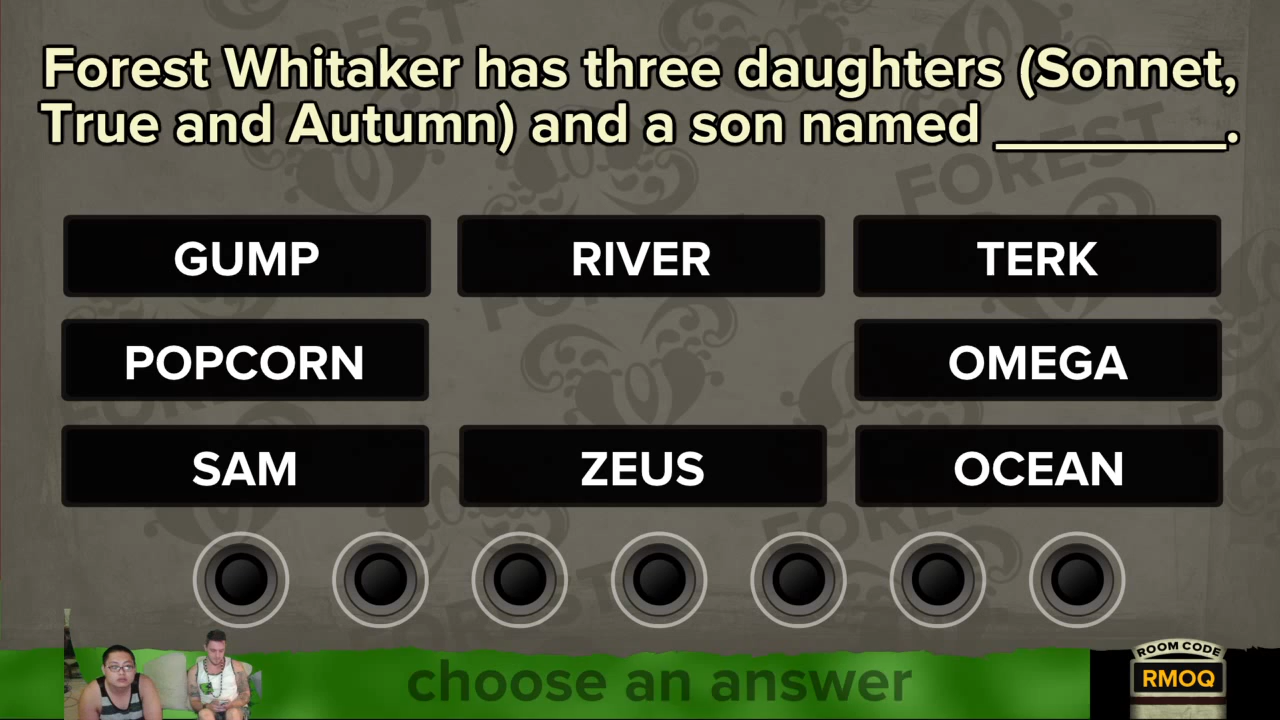 Forest Whitaker has three daughters (Sonnet,
True and Autumn) and a son named ________.
GUMP
RIVER
TERK
POPCORN
OMEGA
SAM
ZEUS
OCEAN
choose an answer
ROOM CODE
RMOQ